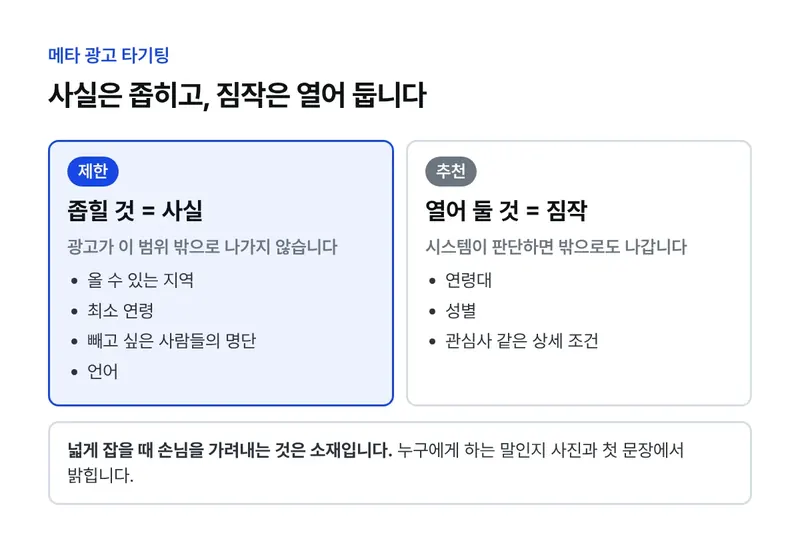 메타 광고 타기팅
사실은 좁히고, 짐작은 열어 둡니다
제한
좁힐 것 = 사실
광고가 이 범위 밖으로 나가지 않습니다
• 올 수 있는 지역
• 최소 연령
• 빼고 싶은 사람들의 명단
• 언어
추천
열어 둘 것 = 짐작
시스템이 판단하면 밖으로도 나갑니다
• 연령대
• 성별
• 관심사 같은 상세 조건
넓게 잡을 때 손님을 가려내는 것은 소재입니다. 누구에게 하는 말인지 사진과 첫 문장에서
밝힙니다.